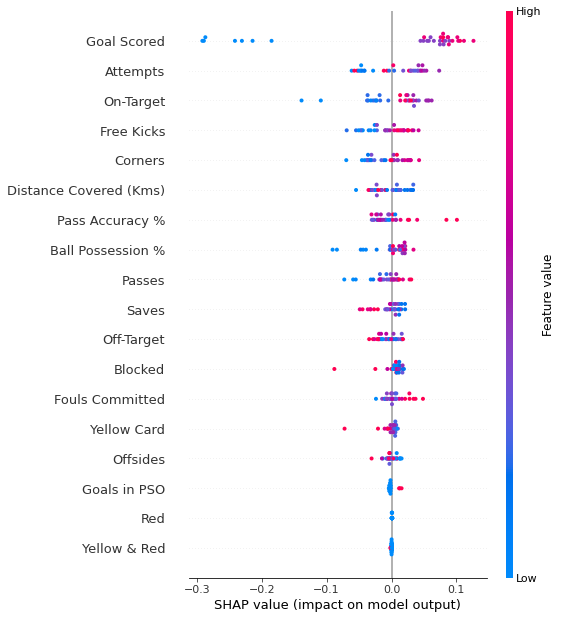 High
Goal Scored
Attempts
On-Target
Free Kicks
Corners
Distance Covered (Kms)
Pass Accuracy %
Ball Possession %
Passes
Saves
Off-Target
Blocked
Fouls Committed
Yellow Card
Offsides
Goals in PSO
Red
Yellow & Red
Feature value
Low
−0.3 −0.2 −0.1 0.0 0.1
SHAP value (impact on model output)